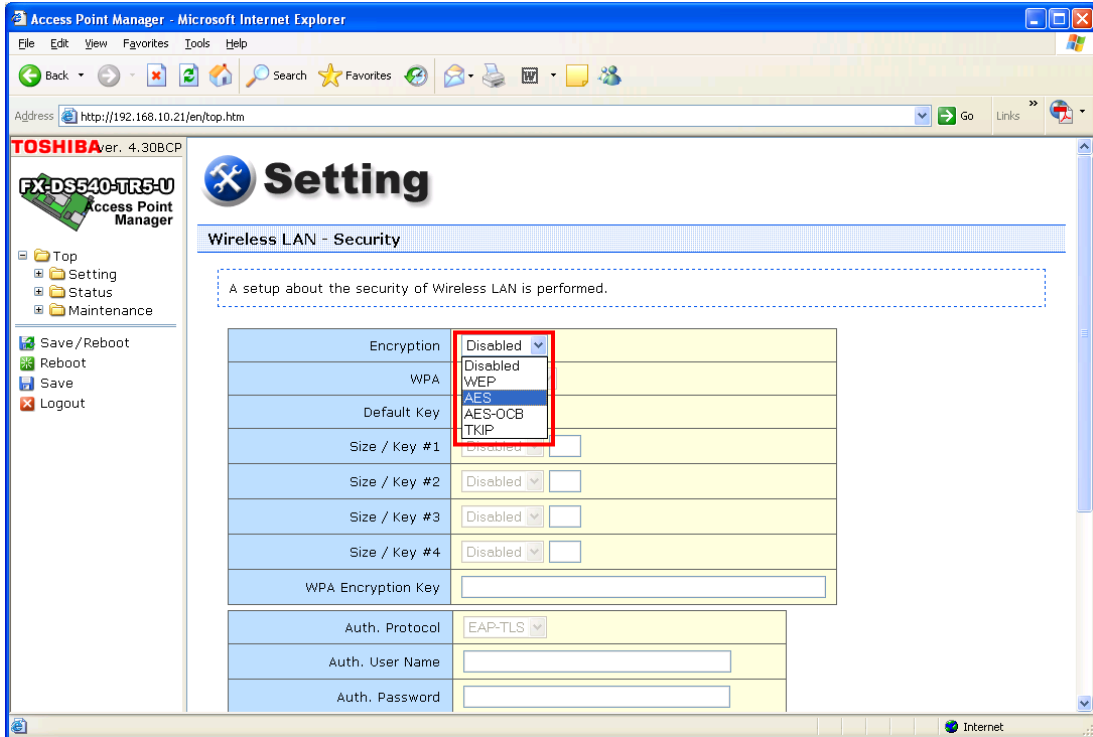 Access Point Manager - Microsoft Internet Explorer
File Edit View Favorites Tools Help
Back Search Favorites
Address http://192.168.10.21/en/top.htm Go Links »
TOSHIBA ver. 4.30BCP
FX-DS540-TR5-U
Access Point
Manager
Top
Setting
Status
Maintenance
Save/Reboot
Reboot
Save
Logout
Setting
Wireless LAN - Security
A setup about the security of Wireless LAN is performed.
Encryption Disabled
Disabled
WEP
AES
AES-OCB
TKIP
WPA
Default Key
Size / Key #1 Disabled
Size / Key #2 Disabled
Size / Key #3 Disabled
Size / Key #4 Disabled
WPA Encryption Key
Auth. Protocol EAP-TLS
Auth. User Name
Auth. Password
Internet